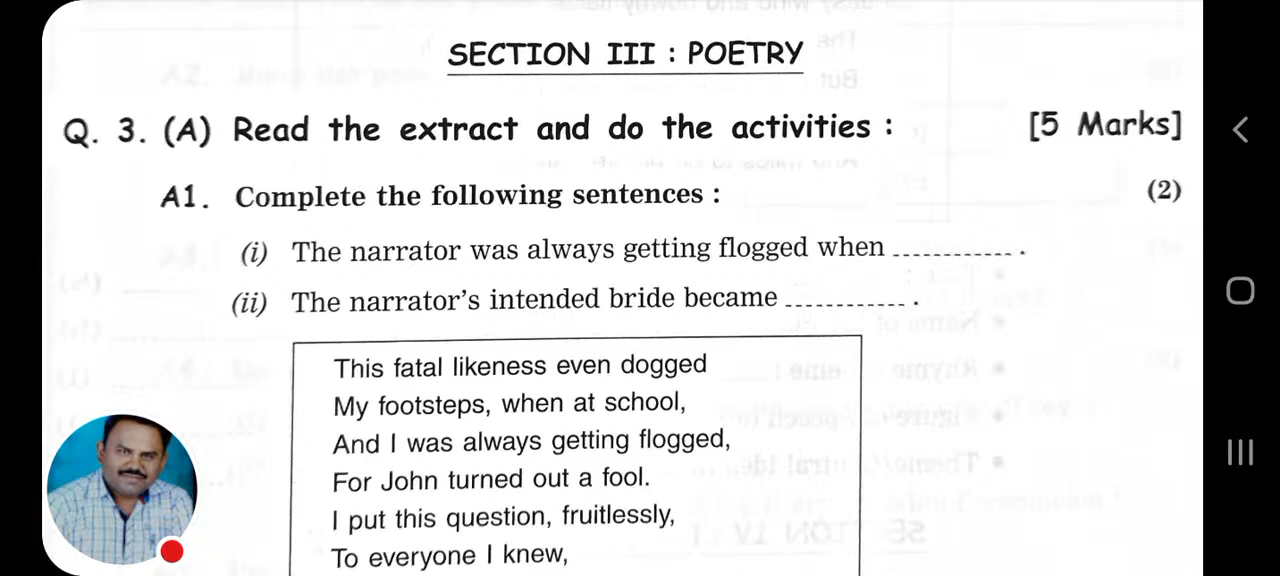 SECTION III : POETRY
Q. 3. (A) Read the extract and do the activities : [5 Marks]
A1. Complete the following sentences : (2)
(i) The narrator was always getting flogged when ............. .
(ii) The narrator's intended bride became ............. .
This fatal likeness even dogged
My footsteps, when at school,
And I was always getting flogged,
For John turned out a fool.
I put this question, fruitlessly,
To everyone I knew,